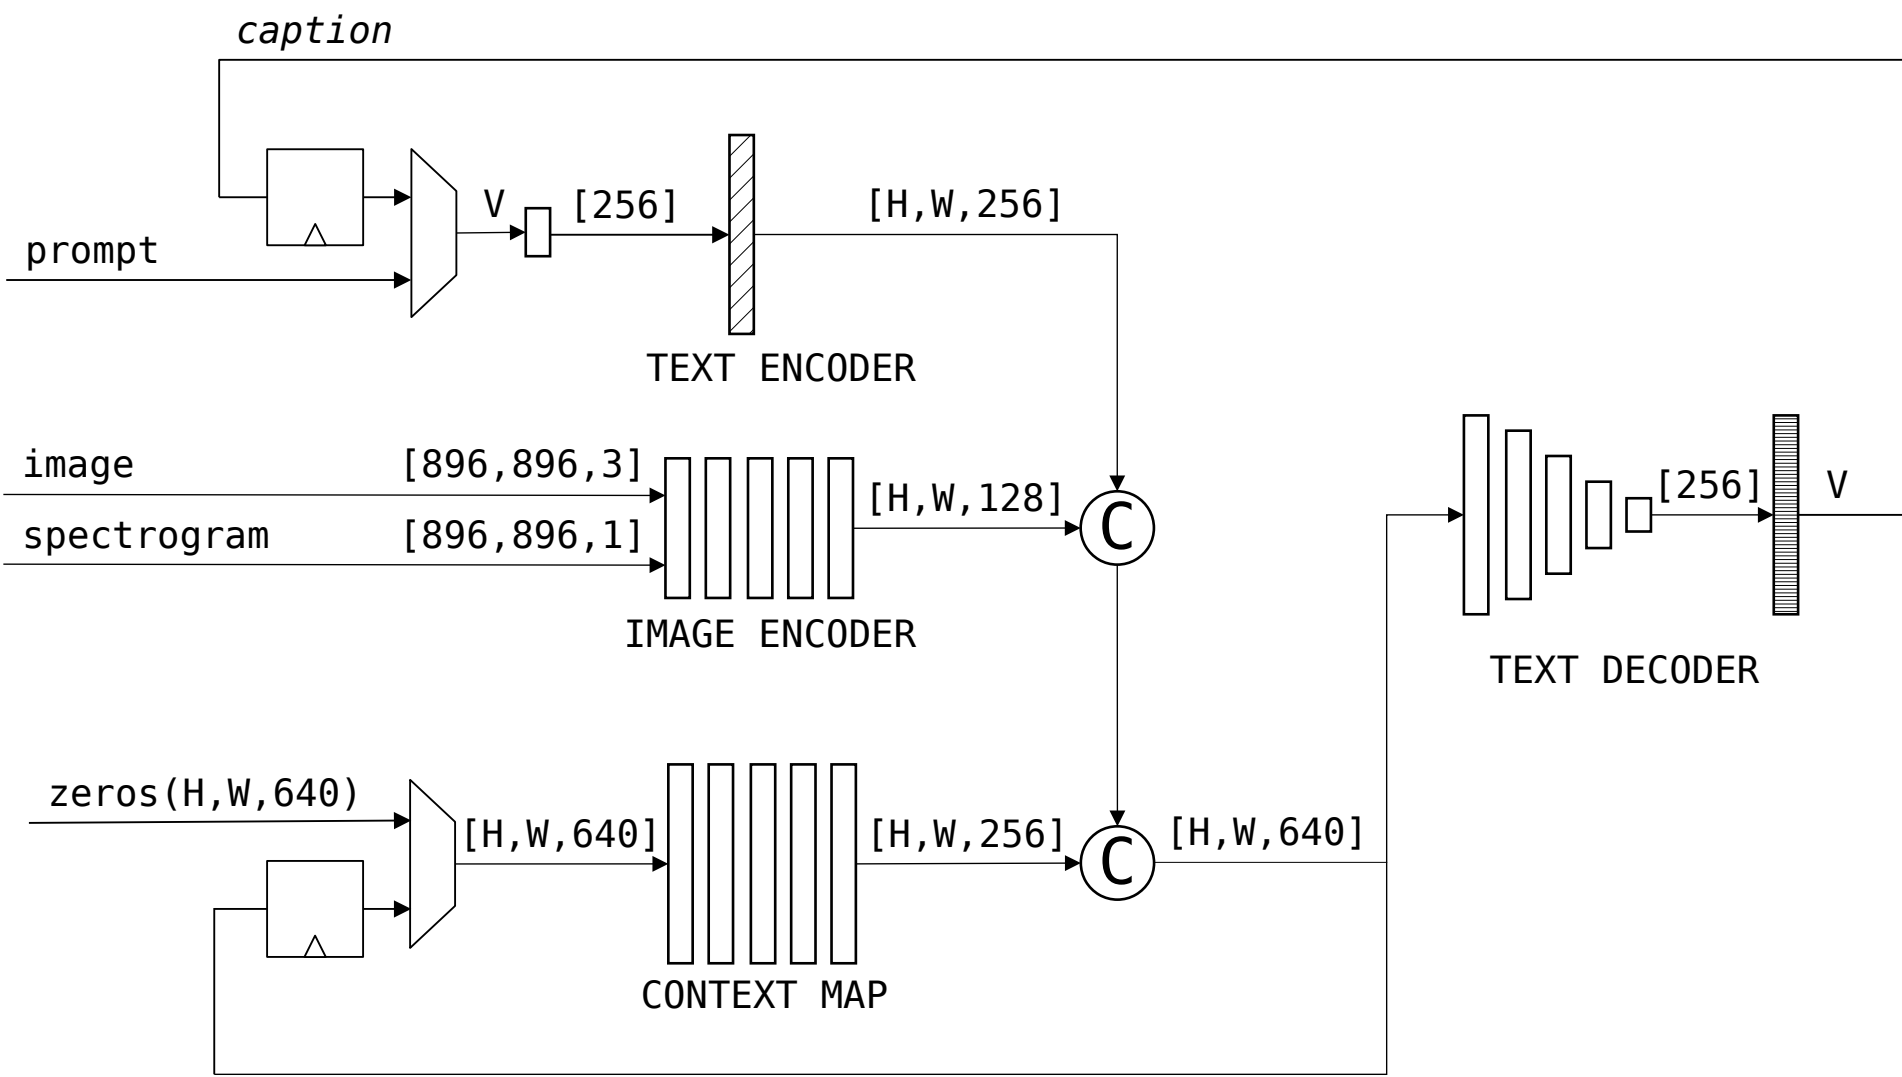 caption
V
[256]
[H,W,256]
prompt
TEXT ENCODER
image
[896,896,3]
[H,W,128]
C
[256]
V
spectrogram
[896,896,1]
IMAGE ENCODER
TEXT DECODER
zeros(H,W,640)
[H,W,640]
[H,W,256]
C
[H,W,640]
CONTEXT MAP